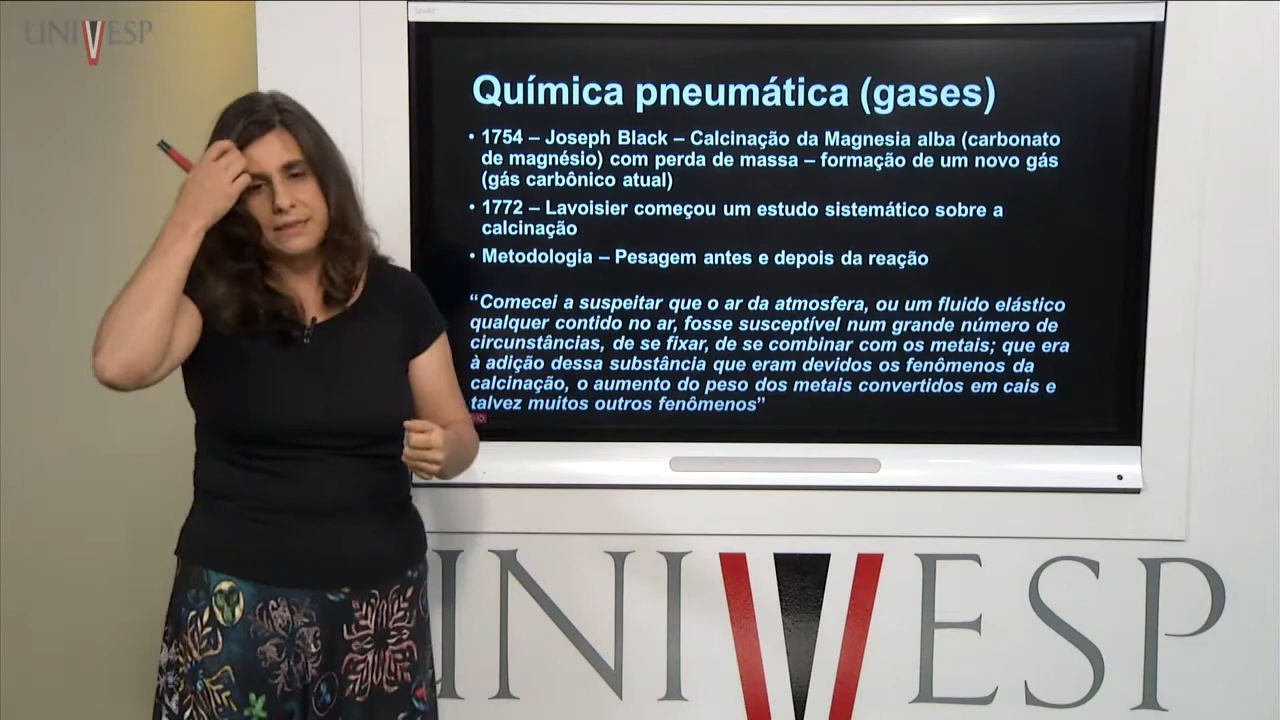 UNIVESP
Química pneumática (gases)
• 1754 – Joseph Black – Calcinação da Magnesia alba (carbonato
de magnésio) com perda de massa – formação de um novo gás
(gás carbônico atual)
• 1772 – Lavoisier começou um estudo sistemático sobre a
calcinação
• Metodologia – Pesagem antes e depois da reação
“Comecei a suspeitar que o ar da atmosfera, ou um fluido elástico
qualquer contido no ar, fosse susceptível num grande número de
circunstâncias, de se fixar, de se combinar com os metais; que era
à adição dessa substância que eram devidos os fenômenos da
calcinação, o aumento do peso dos metais convertidos em cais e
talvez muitos outros fenômenos”
UNIVESP